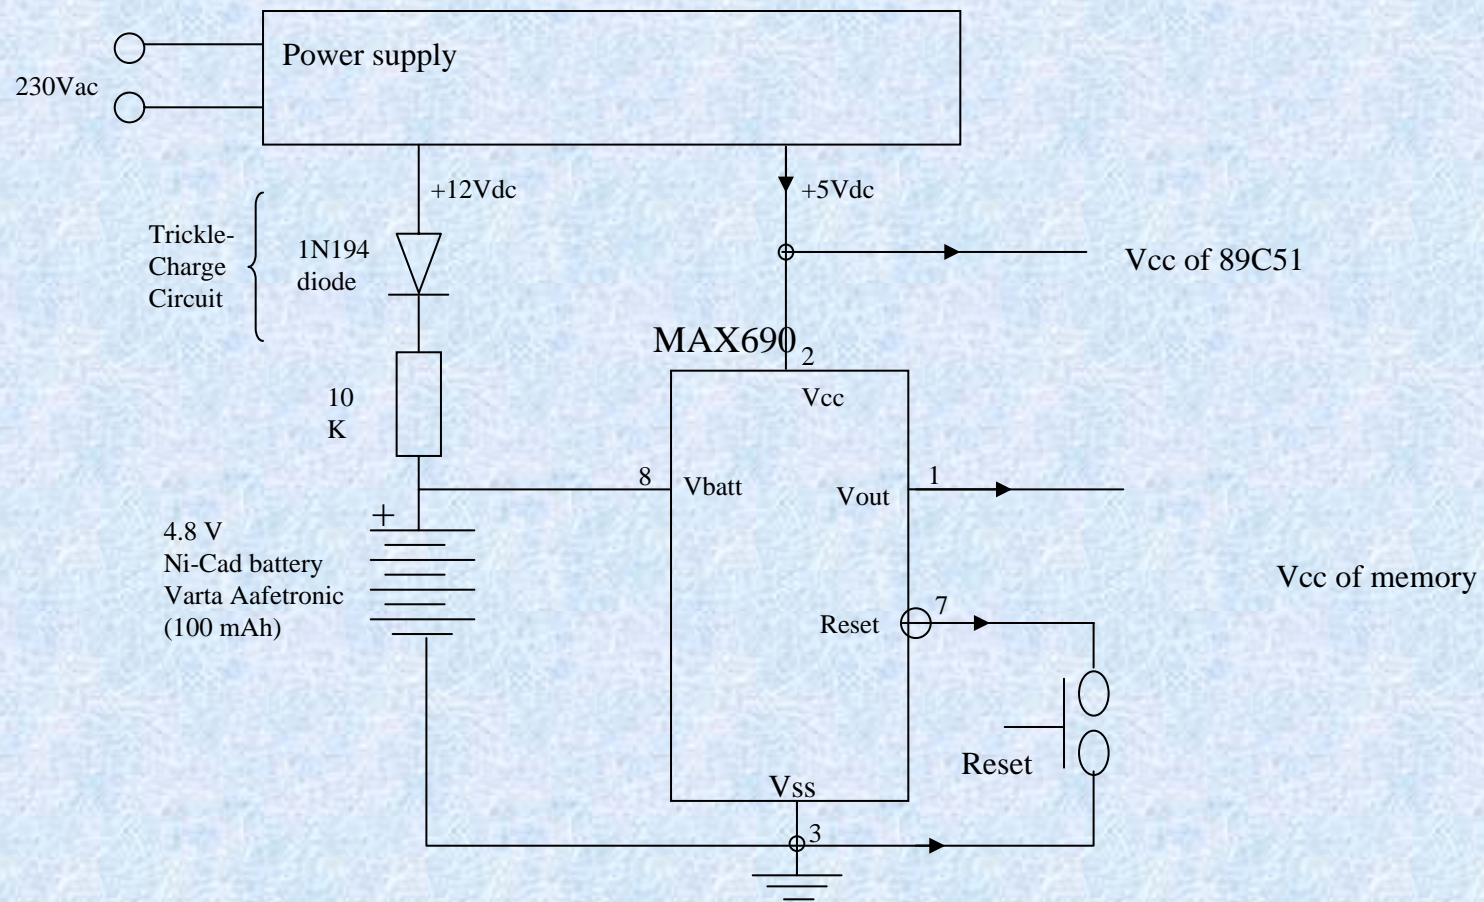 Power supply
230Vac
+12Vdc
+5Vdc
Trickle-
Charge
Circuit
1N194
diode
Vcc of 89C51
MAX690
2
Vcc
10
K
8
Vbatt
1
Vout
+
4.8 V
Ni-Cad battery
Varta Aafetronic
(100 mAh)
Vcc of memory
7
Reset
Reset
Vss
3